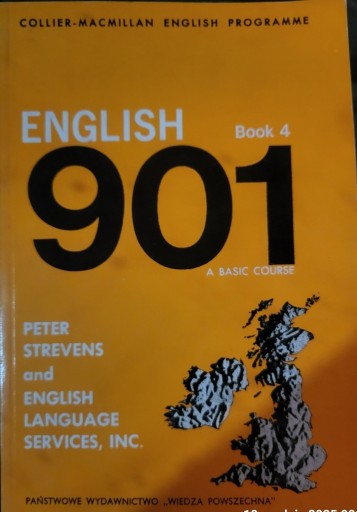 COLLIER-MACMILLAN ENGLISH PROGRAMME
ENGLISH Book 4
901
A BASIC COURSE
PETER
STREVENS
and
ENGLISH
LANGUAGE
SERVICES, INC.
PAŃSTWOWE WYDAWNICTWO „WIEDZA POWSZECHNA"